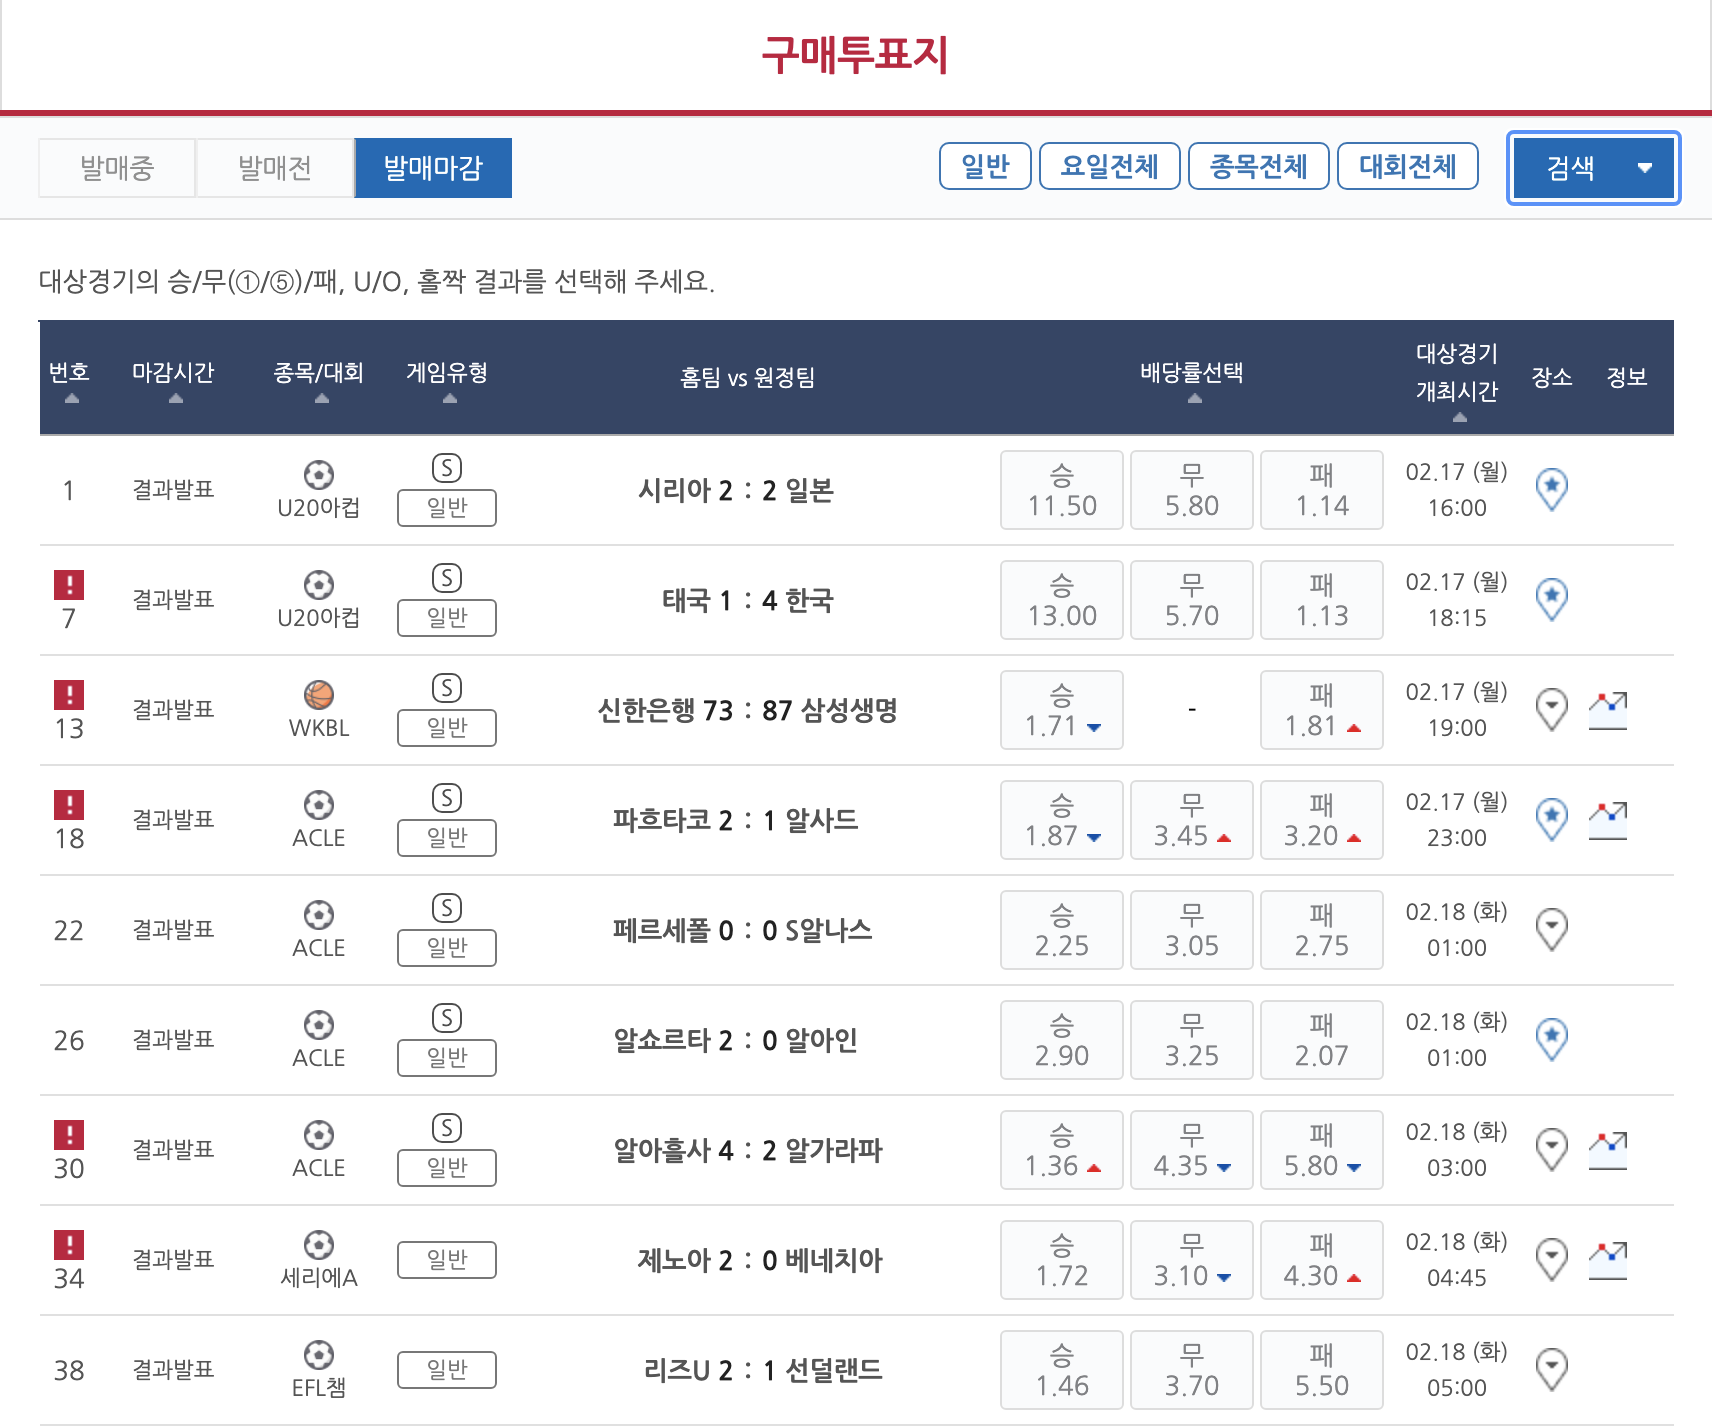 구매투표지
발매중 발매전 발매마감 일반 요일전체 종목전체 대회전체 검색
대상경기의 승/무(①/⑤)/패, U/O, 홀짝 결과를 선택해 주세요.
번호 마감시간 종목/대회 게임유형 홈팀 vs 원정팀 배당률선택 대상경기 개최시간 장소 정보
1 결과발표 U20아컵 S 일반 시리아 2 : 2 일본 승 11.50 무 5.80 패 1.14 02.17 (월) 16:00
! 7 결과발표 U20아컵 S 일반 태국 1 : 4 한국 승 13.00 무 5.70 패 1.13 02.17 (월) 18:15
! 13 결과발표 WKBL S 일반 신한은행 73 : 87 삼성생명 승 1.71 - 패 1.81 02.17 (월) 19:00
! 18 결과발표 ACLE S 일반 파흐타코 2 : 1 알사드 승 1.87 무 3.45 패 3.20 02.17 (월) 23:00
22 결과발표 ACLE S 일반 페르세폴 0 : 0 S알나스 승 2.25 무 3.05 패 2.75 02.18 (화) 01:00
26 결과발표 ACLE S 일반 알쇼르타 2 : 0 알아인 승 2.90 무 3.25 패 2.07 02.18 (화) 01:00
! 30 결과발표 ACLE S 일반 알아흘사 4 : 2 알가라파 승 1.36 무 4.35 패 5.80 02.18 (화) 03:00
! 34 결과발표 세리에A 일반 제노아 2 : 0 베네치아 승 1.72 무 3.10 패 4.30 02.18 (화) 04:45
38 결과발표 EFL챔 일반 리즈U 2 : 1 선덜랜드 승 1.46 무 3.70 패 5.50 02.18 (화) 05:00